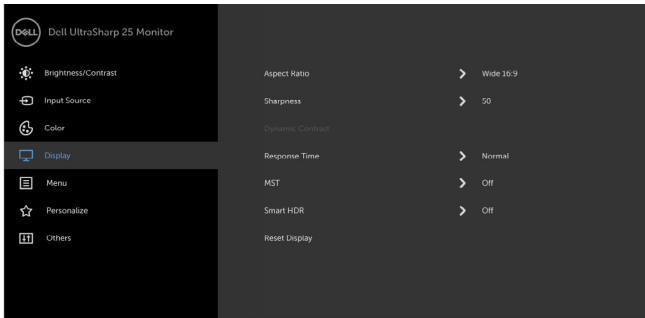 DELL Dell UltraSharp 25 Monitor
Brightness/Contrast
Aspect Ratio Wide 16:9
Input Source
Sharpness 50
Color
Dynamic Contrast
Display
Response Time Normal
Menu
MST Off
Personalize
Smart HDR Off
Others
Reset Display